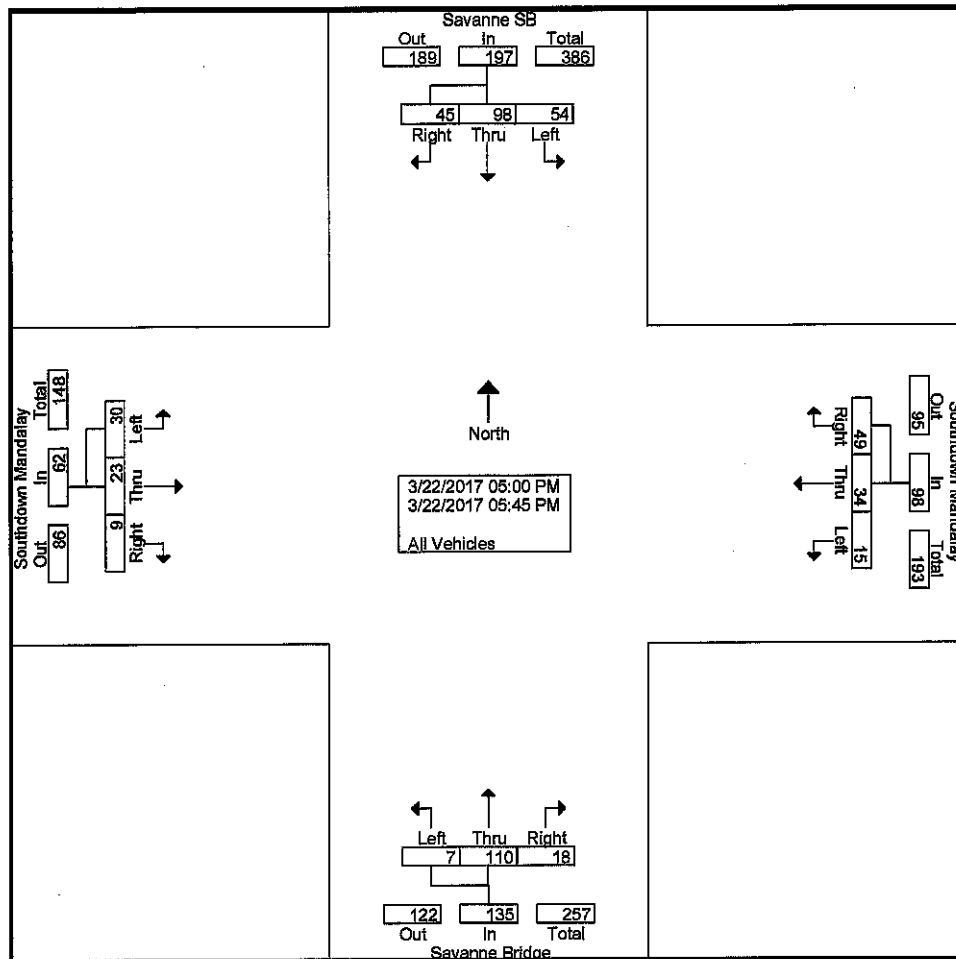 Savanne SB
Out In Total
189 197 386
45 98 54
Right Thru Left
Southdown Mandalay
Total In Out
148 62 86
30 23 9
Left Thru Right
North
3/22/2017 05:00 PM
3/22/2017 05:45 PM
All Vehicles
Right Thru Left
49 34 15
95 98 193
Out In Total
Southdown Mandalay
Left Thru Right
7 110 18
122 135 257
Out In Total
Savanne Bridge